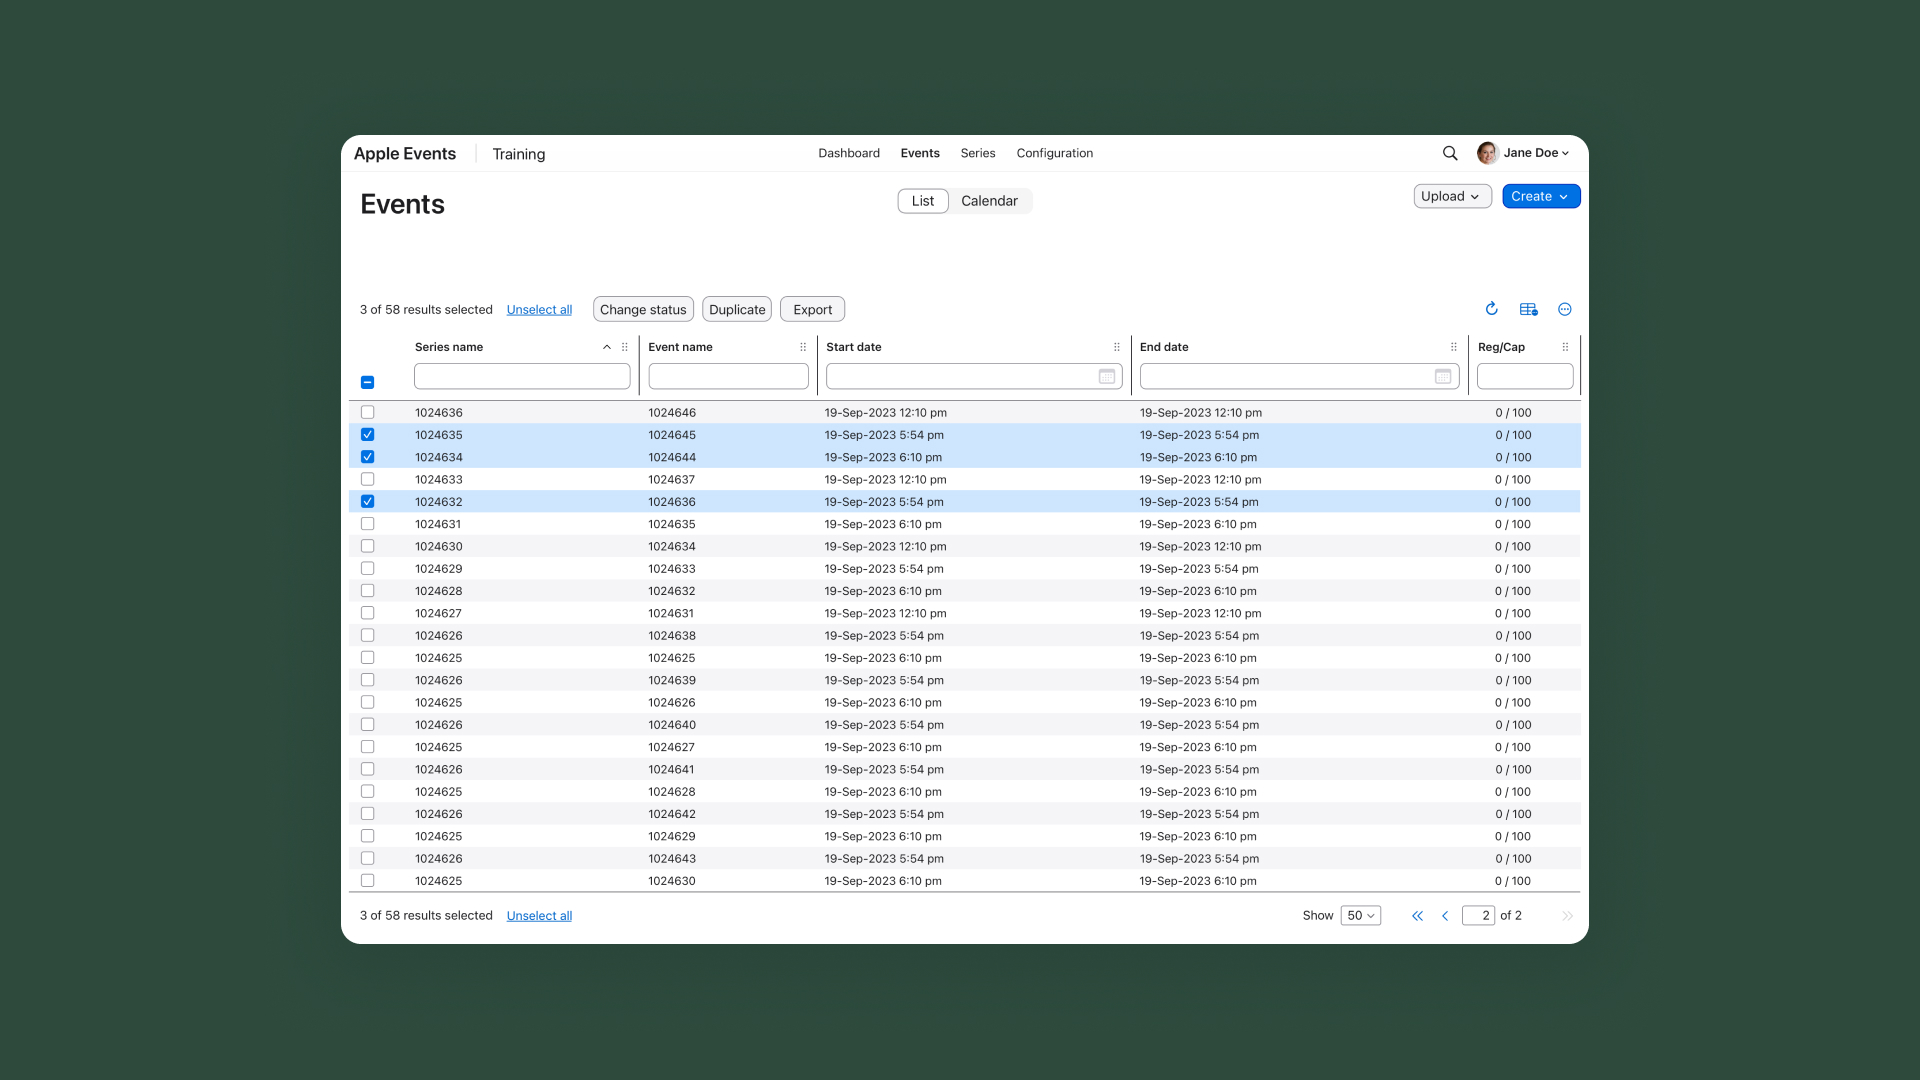 Apple Events Training Dashboard Events Series Configuration Jane Doe
Events List Calendar Upload Create
3 of 58 results selected Unselect all Change status Duplicate Export
Series name Event name Start date End date Reg/Cap
1024636 1024646 19-Sep-2023 12:10 pm 19-Sep-2023 12:10 pm 0 / 100
1024635 1024645 19-Sep-2023 5:54 pm 19-Sep-2023 5:54 pm 0 / 100
1024634 1024644 19-Sep-2023 6:10 pm 19-Sep-2023 6:10 pm 0 / 100
1024633 1024637 19-Sep-2023 12:10 pm 19-Sep-2023 12:10 pm 0 / 100
1024632 1024636 19-Sep-2023 5:54 pm 19-Sep-2023 5:54 pm 0 / 100
1024631 1024635 19-Sep-2023 6:10 pm 19-Sep-2023 6:10 pm 0 / 100
1024630 1024634 19-Sep-2023 12:10 pm 19-Sep-2023 12:10 pm 0 / 100
1024629 1024633 19-Sep-2023 5:54 pm 19-Sep-2023 5:54 pm 0 / 100
1024628 1024632 19-Sep-2023 6:10 pm 19-Sep-2023 6:10 pm 0 / 100
1024627 1024631 19-Sep-2023 12:10 pm 19-Sep-2023 12:10 pm 0 / 100
1024626 1024638 19-Sep-2023 5:54 pm 19-Sep-2023 5:54 pm 0 / 100
1024625 1024625 19-Sep-2023 6:10 pm 19-Sep-2023 6:10 pm 0 / 100
1024626 1024639 19-Sep-2023 5:54 pm 19-Sep-2023 5:54 pm 0 / 100
1024625 1024626 19-Sep-2023 6:10 pm 19-Sep-2023 6:10 pm 0 / 100
1024626 1024640 19-Sep-2023 5:54 pm 19-Sep-2023 5:54 pm 0 / 100
1024625 1024627 19-Sep-2023 6:10 pm 19-Sep-2023 6:10 pm 0 / 100
1024626 1024641 19-Sep-2023 5:54 pm 19-Sep-2023 5:54 pm 0 / 100
1024625 1024628 19-Sep-2023 6:10 pm 19-Sep-2023 6:10 pm 0 / 100
1024626 1024642 19-Sep-2023 5:54 pm 19-Sep-2023 5:54 pm 0 / 100
1024625 1024629 19-Sep-2023 6:10 pm 19-Sep-2023 6:10 pm 0 / 100
1024626 1024643 19-Sep-2023 5:54 pm 19-Sep-2023 5:54 pm 0 / 100
1024625 1024630 19-Sep-2023 6:10 pm 19-Sep-2023 6:10 pm 0 / 100
3 of 58 results selected Unselect all Show 50 2 of 2